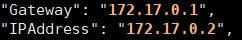 "Gateway": "172.17.0.1",
"IPAddress": "172.17.0.2",